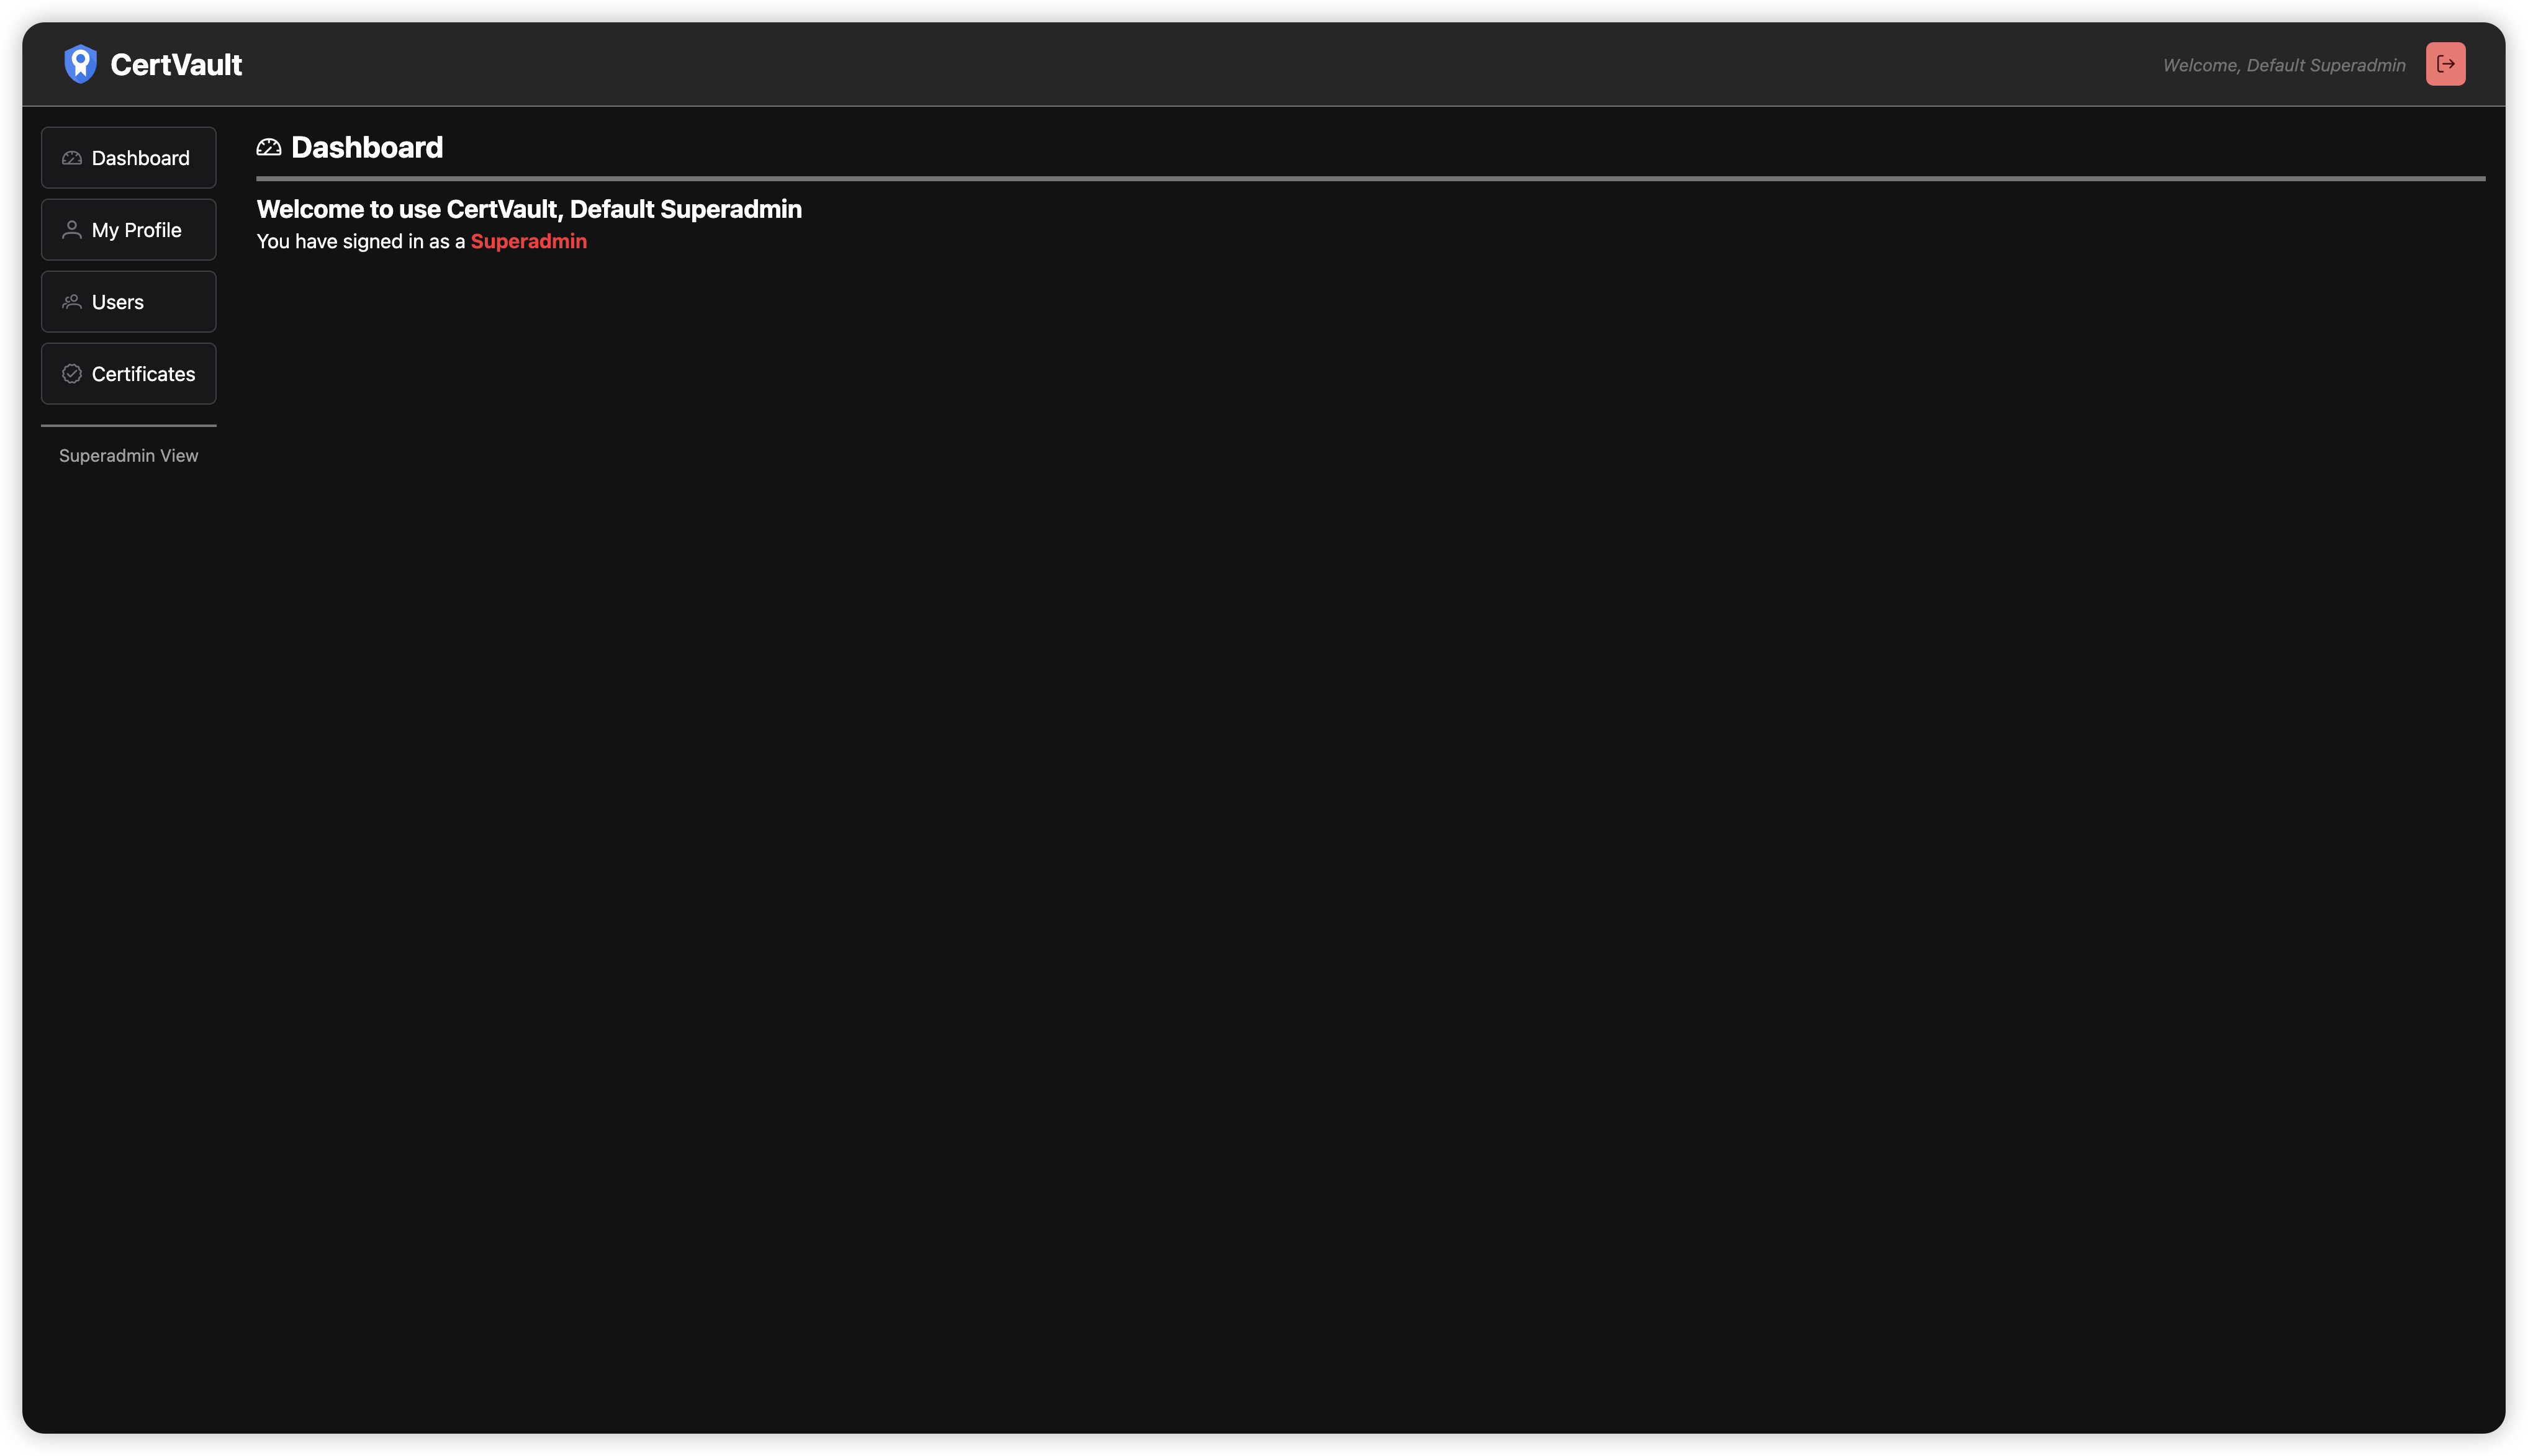 CertVault
Welcome, Default Superadmin
Dashboard
My Profile
Users
Certificates
Superadmin View
Dashboard
Welcome to use CertVault, Default Superadmin
You have signed in as a Superadmin